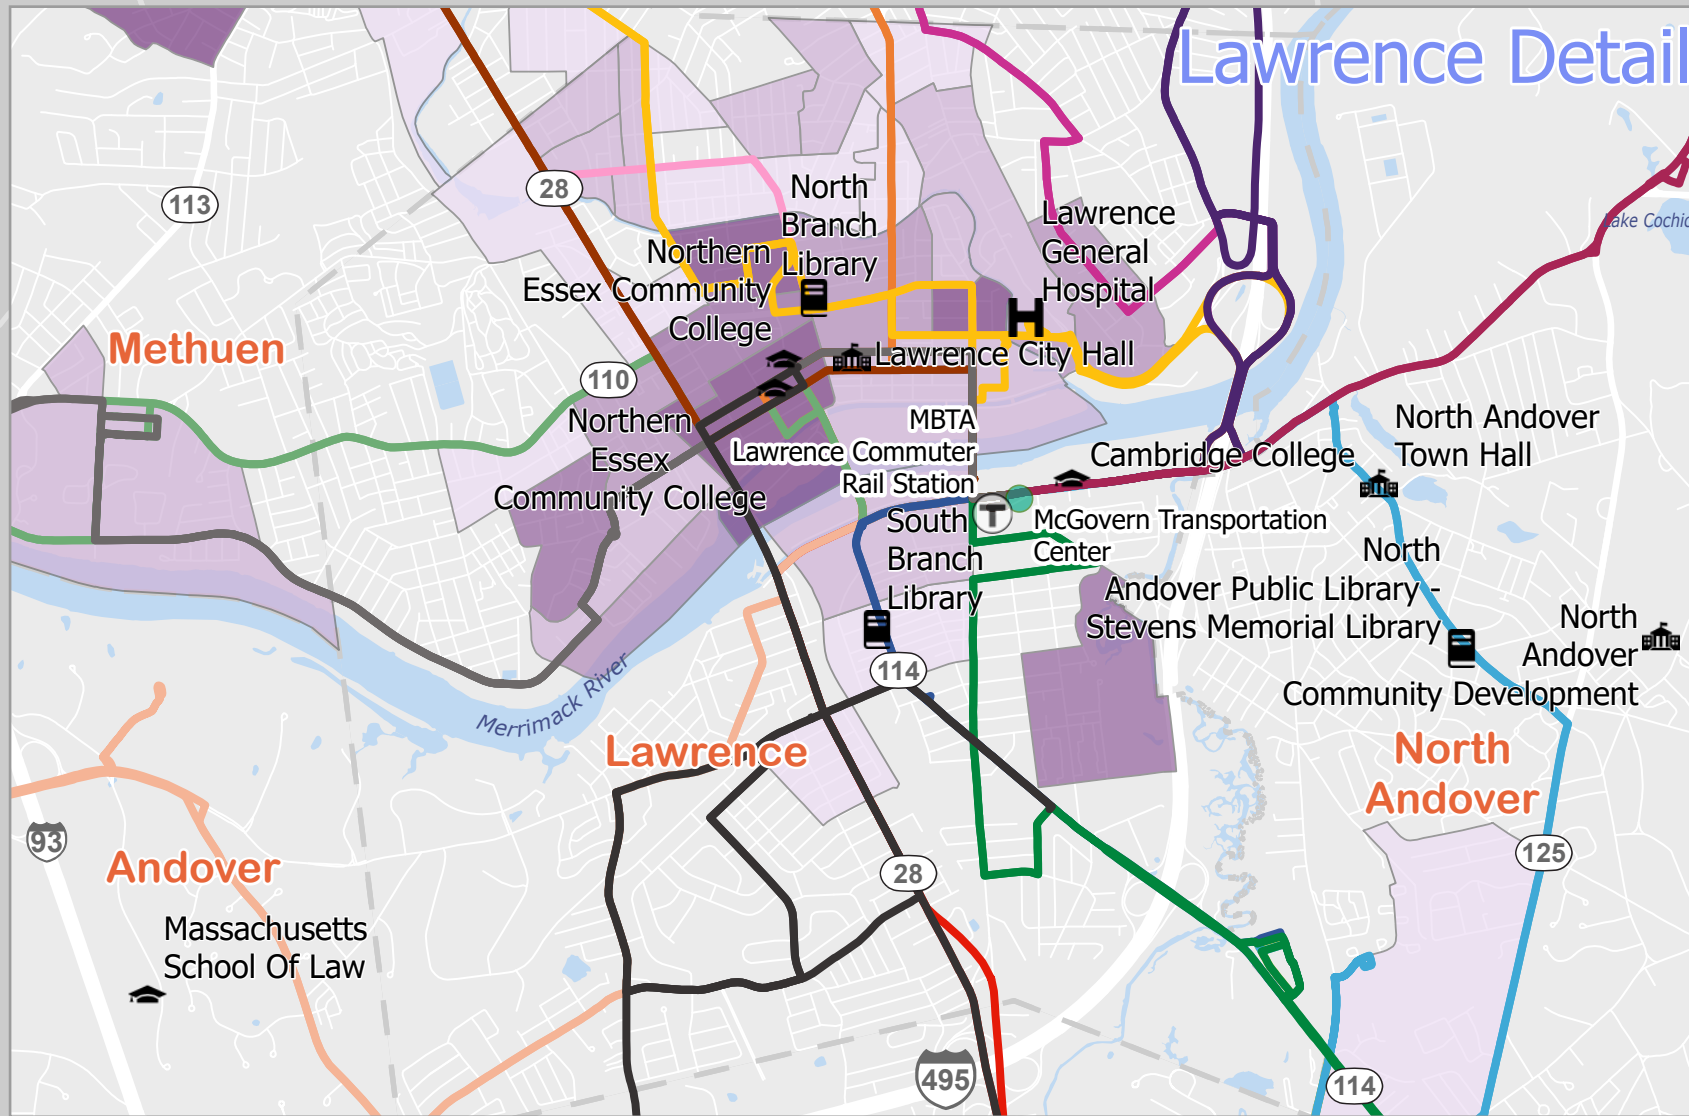 Lawrence Detail
28
113
North
Branch
Library
Northern
Essex Community
College
Lawrence
General
Hospital
Methuen
110
Lawrence City Hall
Northern
Essex
Community College
MBTA
Lawrence Commuter
Rail Station
Cambridge College
North Andover
Town Hall
South
Branch
Library
McGovern Transportation
Center
North
Andover Public Library -
Stevens Memorial Library
North
Andover
Community Development
114
Merrimack River
Lawrence
North
Andover
93
Andover
28
125
Massachusetts
School Of Law
495
114
T
H